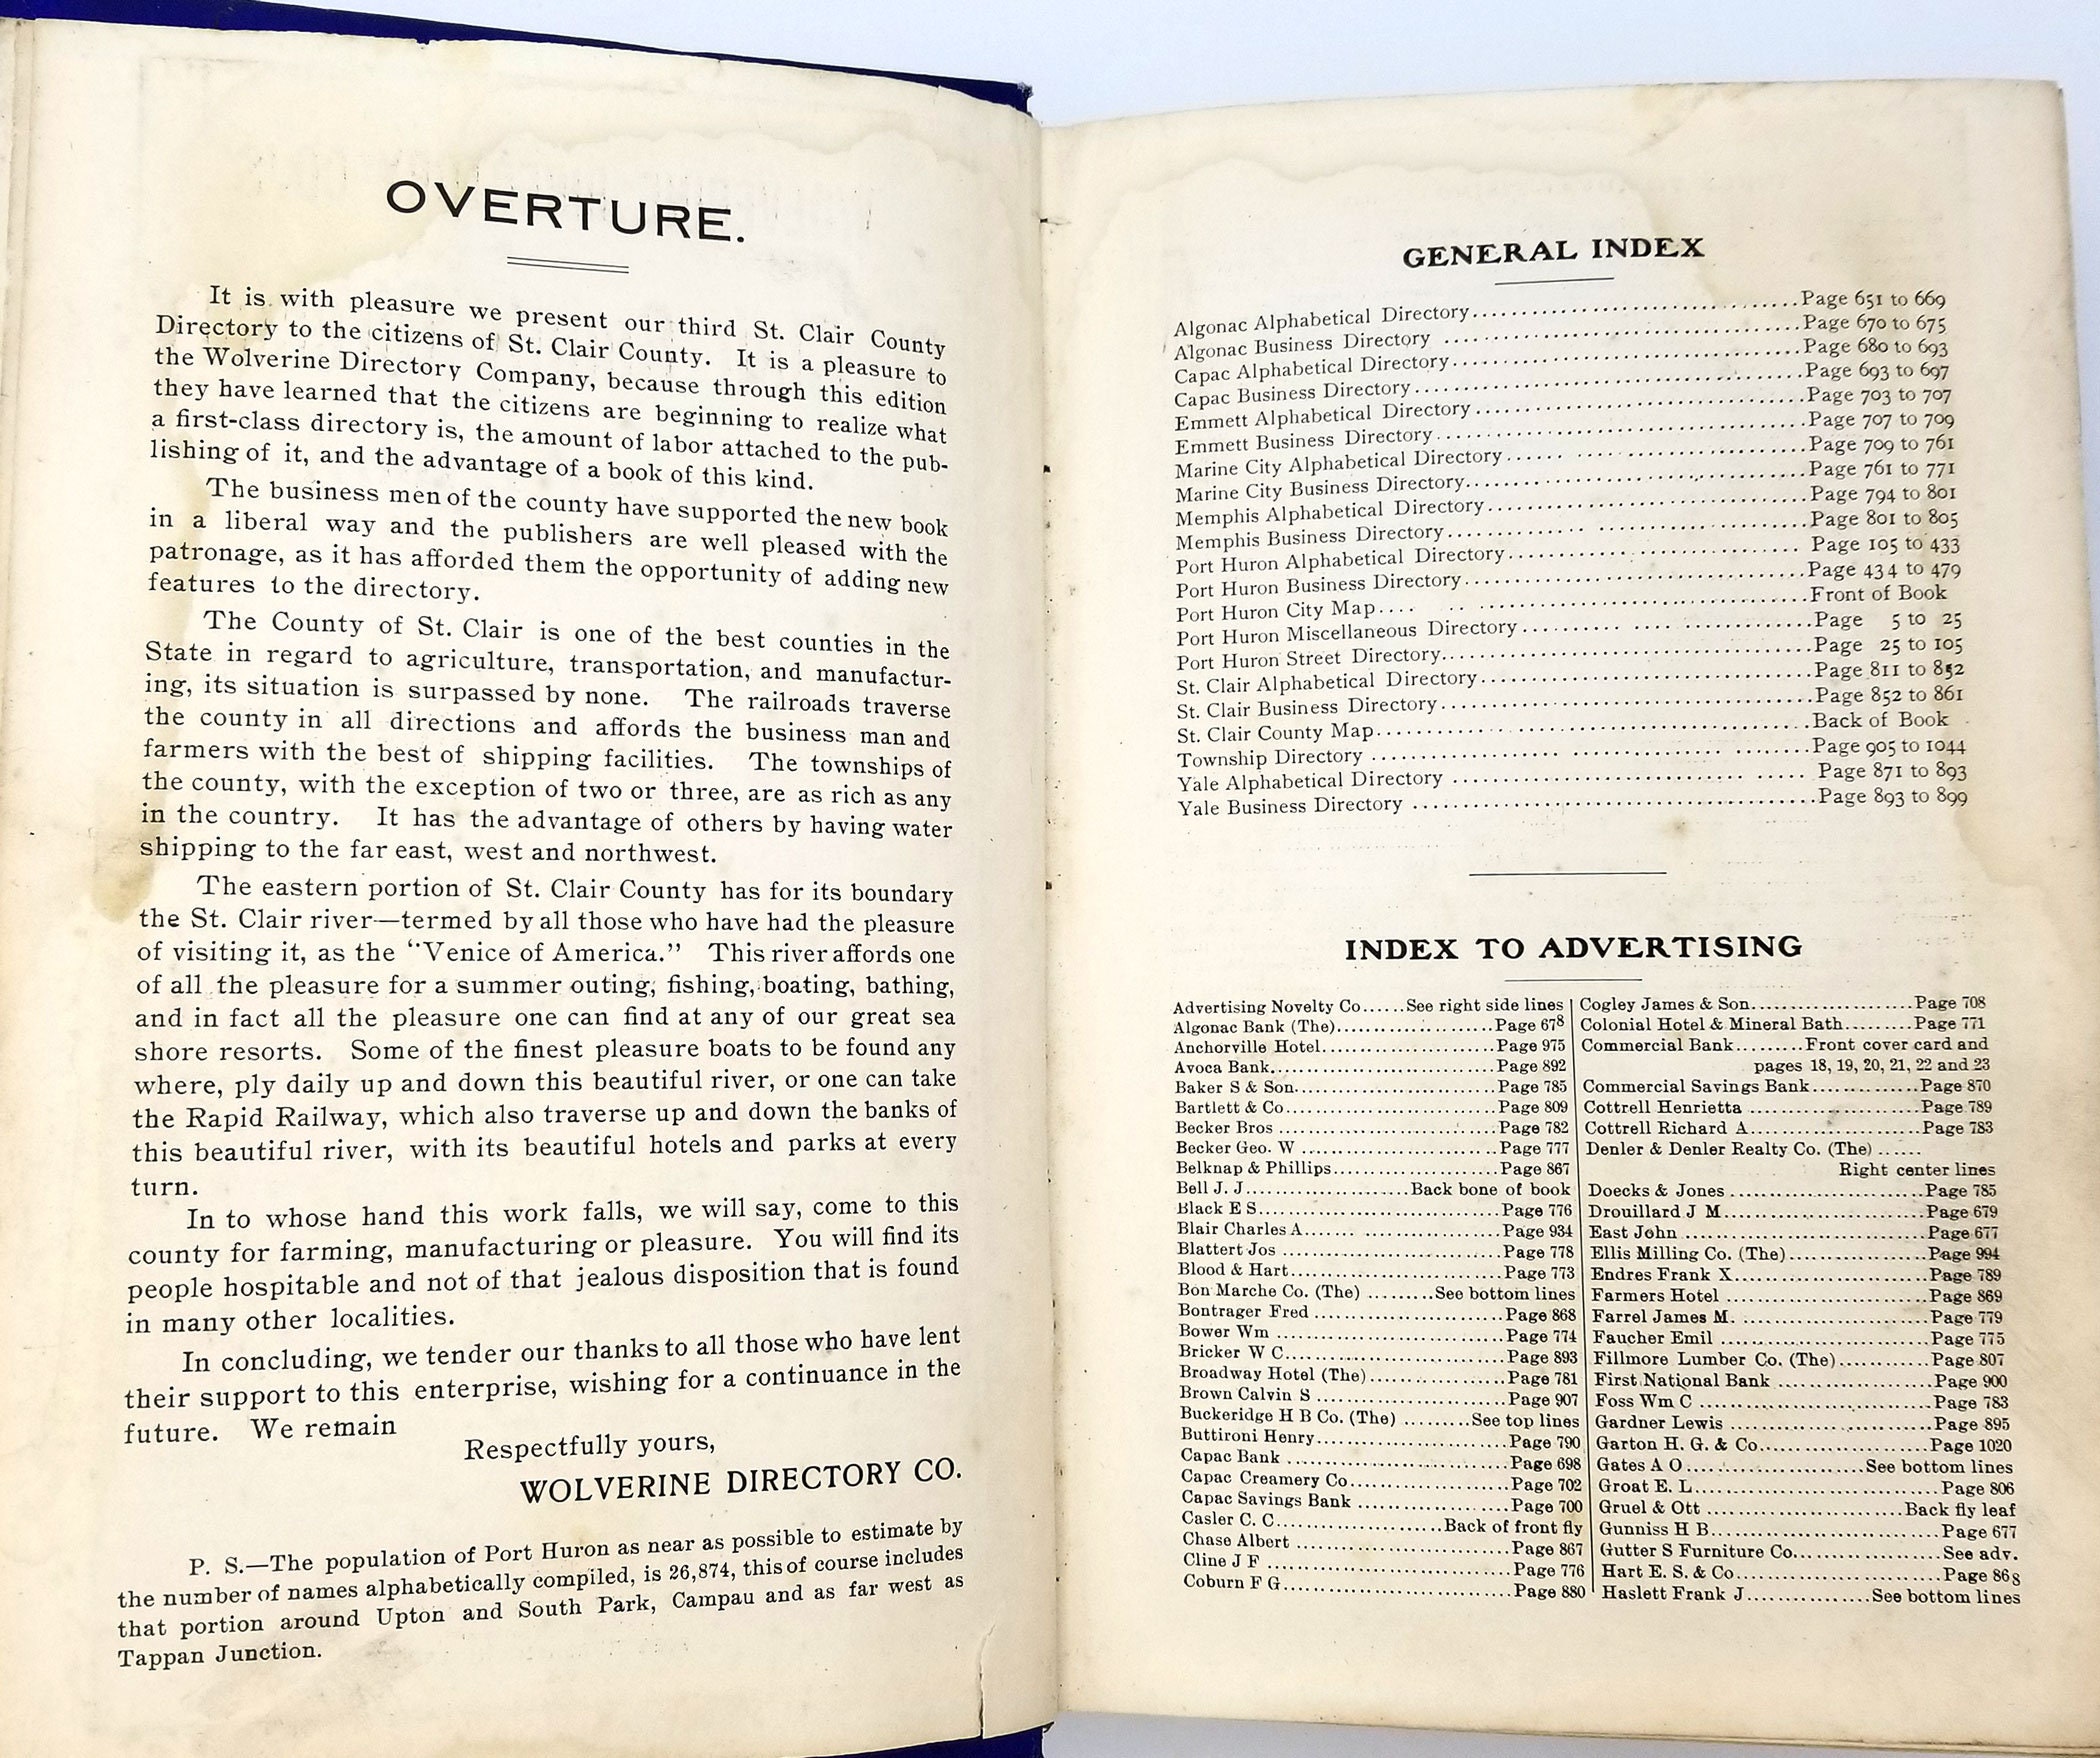 OVERTURE.
It is with pleasure we present our third St. Clair County
Directory to the citizens of St. Clair County. It is a pleasure to
the Wolverine Directory Company, because through this edition
they have learned that the citizens are beginning to realize what
a first-class directory is, the amount of labor attached to the pub-
lishing of it, and the advantage of a book of this kind.
The business men of the county have supported the new book
in a liberal way and the publishers are well pleased with the
patronage, as it has afforded them the opportunity of adding new
features to the directory.
The County of St. Clair is one of the best counties in the
State in regard to agriculture, transportation, and manufactur-
ing, its situation is surpassed by none. The railroads traverse
the county in all directions and affords the business man and
farmers with the best of shipping facilities. The townships of
the county, with the exception of two or three, are as rich as any
in the country. It has the advantage of others by having water
shipping to the far east, west and northwest.
The eastern portion of St. Clair County has for its boundary
the St. Clair river—termed by all those who have had the pleasure
of visiting it, as the "Venice of America." This river affords one
of all the pleasure for a summer outing, fishing, boating, bathing,
and in fact all the pleasure one can find at any of our great sea
shore resorts. Some of the finest pleasure boats to be found any
where, ply daily up and down this beautiful river, or one can take
the Rapid Railway, which also traverse up and down the banks of
this beautiful river, with its beautiful hotels and parks at every
turn.
In to whose hand this work falls, we will say, come to this
county for farming, manufacturing or pleasure. You will find its
people hospitable and not of that jealous disposition that is found
in many other localities.
In concluding, we tender our thanks to all those who have lent
their support to this enterprise, wishing for a continuance in the
future. We remain
Respectfully yours,
WOLVERINE DIRECTORY CO.
P. S.—The population of Port Huron as near as possible to estimate by
the number of names alphabetically compiled, is 26,874, this of course includes
that portion around Upton and South Park, Campau and as far west as
Tappan Junction.
GENERAL INDEX
Algonac Alphabetical Directory........Page 651 to 669
Algonac Business Directory ........Page 670 to 675
Capac Alphabetical Directory........Page 680 to 693
Capac Business Directory........Page 693 to 697
Emmett Alphabetical Directory........Page 703 to 707
Emmett Business Directory........Page 707 to 709
Marine City Alphabetical Directory........Page 709 to 761
Marine City Business Directory........Page 761 to 771
Memphis Alphabetical Directory........Page 794 to 801
Memphis Business Directory........Page 801 to 805
Port Huron Alphabetical Directory........Page 105 to 433
Port Huron Business Directory........Page 434 to 479
Port Huron City Map........Front of Book
Port Huron Miscellaneous Directory........Page 5 to 25
Port Huron Street Directory........Page 25 to 105
St. Clair Alphabetical Directory........Page 811 to 852
St. Clair Business Directory........Page 852 to 861
St. Clair County Map........Back of Book
Township Directory ........Page 905 to 1044
Yale Alphabetical Directory ........Page 871 to 893
Yale Business Directory ........Page 893 to 899
INDEX TO ADVERTISING
Advertising Novelty Co......See right side lines
Algonac Bank (The)........Page 678
Anchorville Hotel........Page 975
Avoca Bank........Page 892
Baker S & Son........Page 785
Bartlett & Co........Page 809
Becker Bros ........Page 782
Becker Geo. W ........Page 777
Belknap & Phillips........Page 867
Bell J. J........Back bone of book
Black E S........Page 776
Blair Charles A........Page 934
Blattert Jos ........Page 778
Blood & Hart........Page 773
Bon Marche Co. (The) ........See bottom lines
Bontrager Fred ........Page 868
Bower Wm ........Page 774
Bricker W C........Page 893
Broadway Hotel (The)........Page 781
Brown Calvin S ........Page 907
Buckeridge H B Co. (The) ........See top lines
Buttironi Henry........Page 790
Capac Bank ........Page 698
Capac Creamery Co........Page 702
Capac Savings Bank ........Page 700
Casler C. C........Back of front fly
Chase Albert ........Page 867
Cline J F ........Page 776
Coburn F G........Page 880
Cogley James & Son........Page 708
Colonial Hotel & Mineral Bath........Page 771
Commercial Bank........Front cover card and
pages 18, 19, 20, 21, 22 and 23
Commercial Savings Bank........Page 870
Cottrell Henrietta ........Page 789
Cottrell Richard A........Page 783
Denler & Denler Realty Co. (The) ......
Right center lines
Doecks & Jones ........Page 785
Drouillard J M........Page 679
East John ........Page 677
Ellis Milling Co. (The)........Page 994
Endres Frank X........Page 789
Farmers Hotel ........Page 869
Farrel James M. ........Page 779
Faucher Emil ........Page 775
Fillmore Lumber Co. (The)........Page 807
First National Bank ........Page 900
Foss Wm C ........Page 783
Gardner Lewis ........Page 895
Garton H. G. & Co........Page 1020
Gates A O........See bottom lines
Groat E. L........Page 806
Gruel & Ott ........Back fly leaf
Gunniss H B........Page 677
Gutter S Furniture Co........See adv.
Hart E. S. & Co........Page 868
Haslett Frank J........See bottom lines